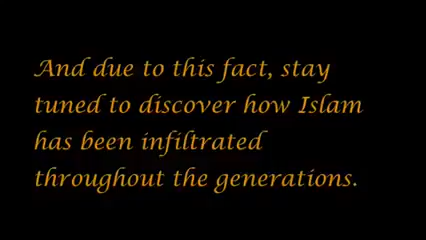 And due to this fact, stay
tuned to discover how Islam
has been infiltrated
throughout the generations.